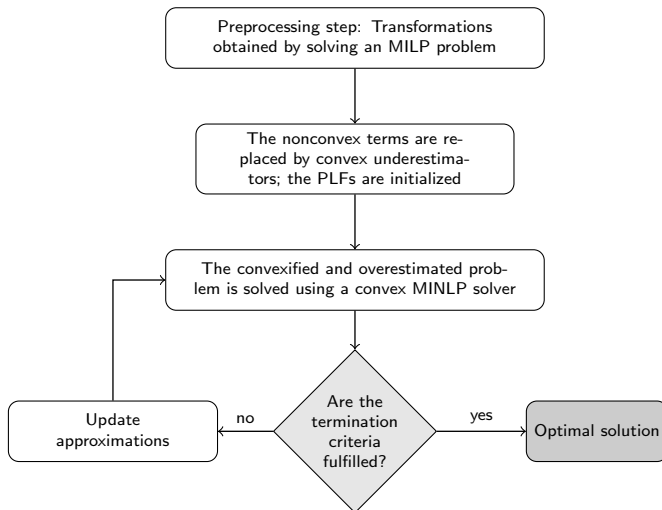 Preprocessing step: Transformations
obtained by solving an MILP problem
The nonconvex terms are re-
placed by convex underestima-
tors; the PLFs are initialized
The convexified and overestimated prob-
lem is solved using a convex MINLP solver
Are the
termination
criteria
fulfilled?
no
yes
Update
approximations
Optimal solution